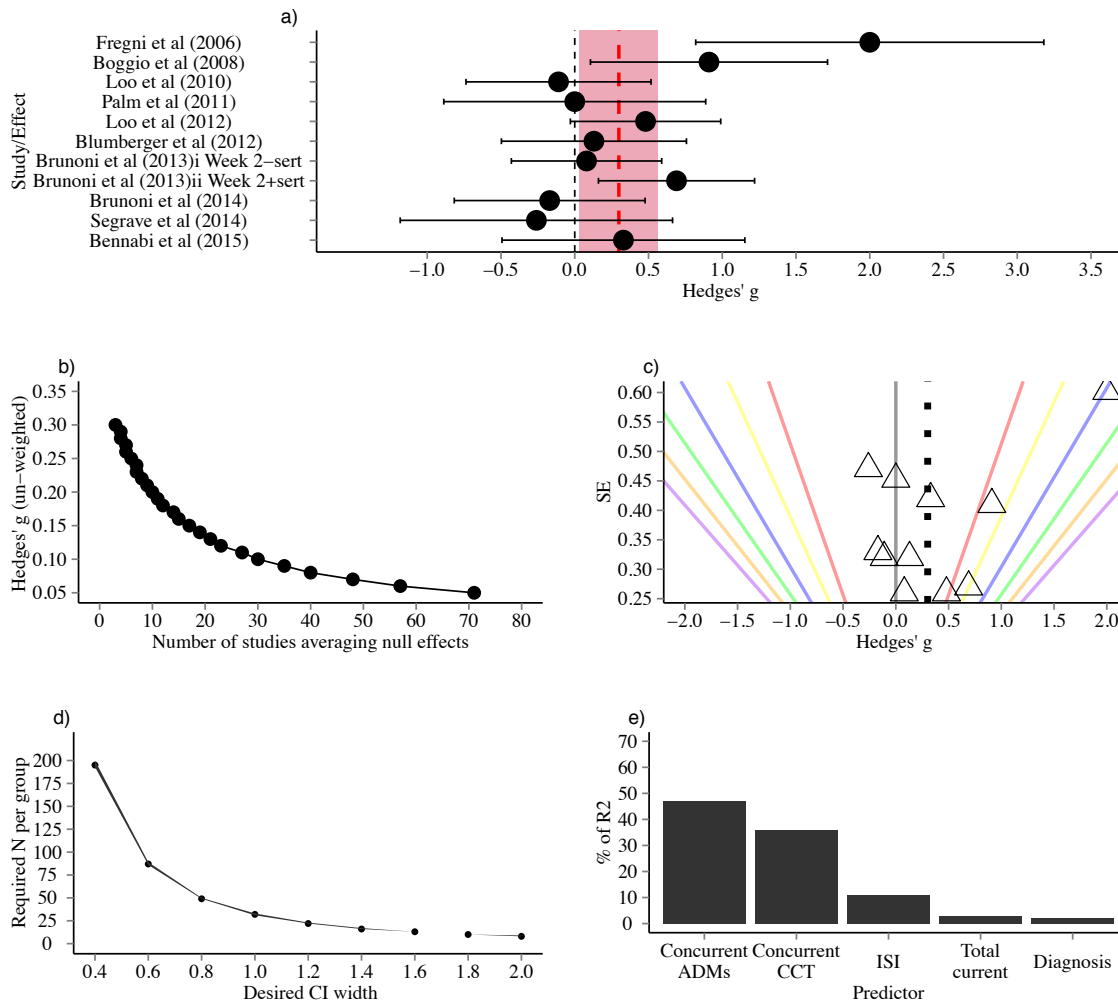 a)
Study/Effect
Fregni et al (2006)
Boggio et al (2008)
Loo et al (2010)
Palm et al (2011)
Loo et al (2012)
Blumberger et al (2012)
Brunoni et al (2013)i Week 2−sert
Brunoni et al (2013)ii Week 2+sert
Brunoni et al (2014)
Segrave et al (2014)
Bennabi et al (2015)
−1.0 −0.5 0.0 0.5 1.0 1.5 2.0 2.5 3.0 3.5
Hedges' g
b)
Hedges' g (un−weighted)
0.35
0.30
0.25
0.20
0.15
0.10
0.05
0 10 20 30 40 50 60 70 80
Number of studies averaging null effects
c)
SE
0.60
0.55
0.50
0.45
0.40
0.35
0.30
0.25
−2.0 −1.5 −1.0 −0.5 0.0 0.5 1.0 1.5 2.0
Hedges' g
d)
Required N per group
200
175
150
125
100
75
50
25
0
0.4 0.6 0.8 1.0 1.2 1.4 1.6 1.8 2.0
Desired CI width
e)
% of R2
70
60
50
40
30
20
10
0
Concurrent ADMs
Concurrent CCT
ISI
Total current
Diagnosis
Predictor